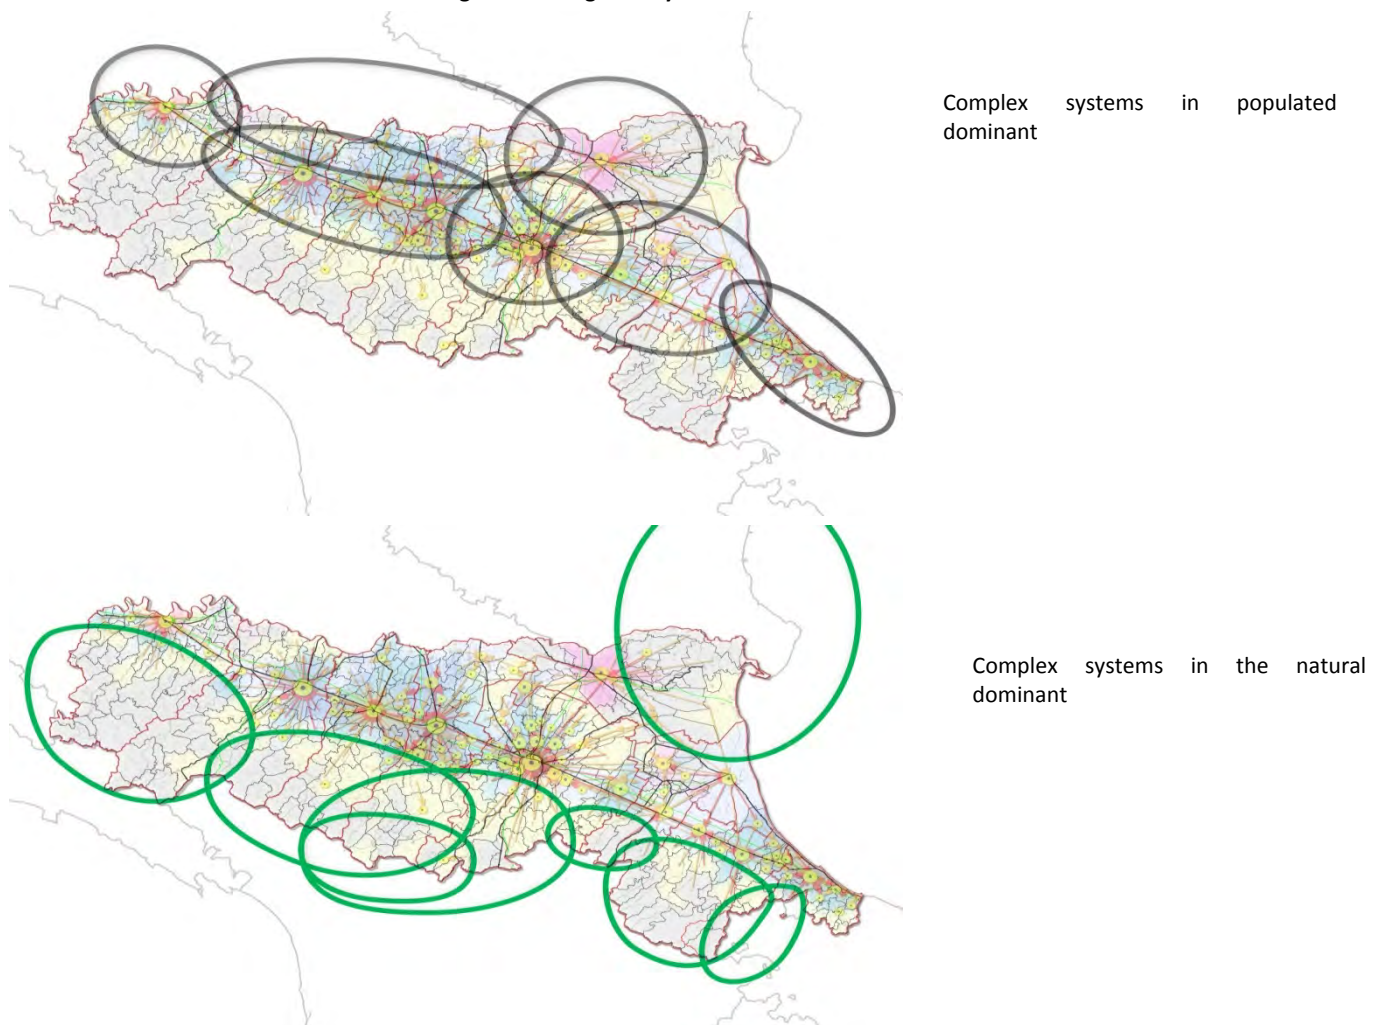 Complex systems in populated
dominant
Complex systems in the natural
dominant